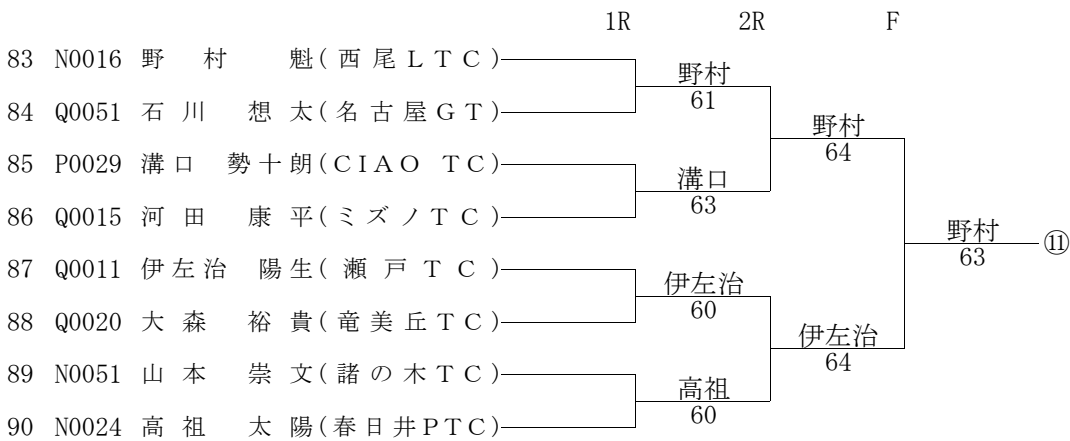 1R 2R F
83 N0016 野 村 魁(西尾LTC)
野村
61
84 Q0051 石川 想太(名古屋GT)
野村
64
85 P0029 溝口 勢十朗(CIAO TC)
溝口
63
86 Q0015 河田 康平(ミズノTC)
野村
63
⑪
87 Q0011 伊左治 陽生(瀬戸TC)
伊左治
60
88 Q0020 大森 裕貴(竜美丘TC)
伊左治
64
89 N0051 山本 崇文(諸の木TC)
高祖
60
90 N0024 高祖 太陽(春日井PTC)